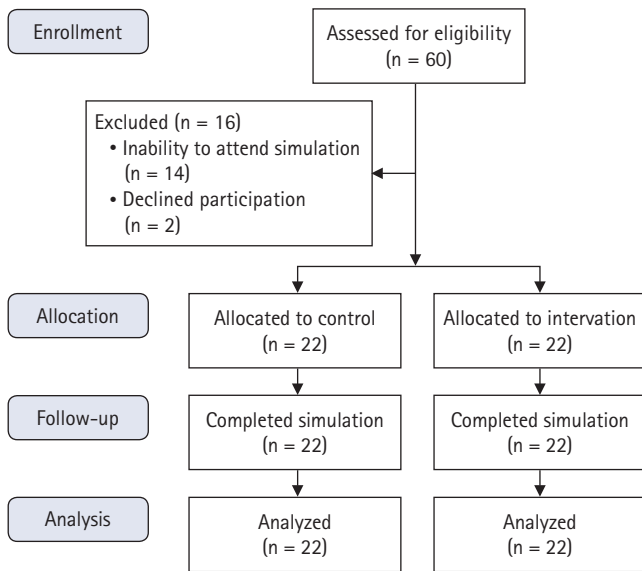 Enrollment
Assessed for eligibility
(n = 60)
Excluded (n = 16)
• Inability to attend simulation
(n = 14)
• Declined participation
(n = 2)
Allocation
Allocated to control
(n = 22)
Allocated to intervation
(n = 22)
Follow-up
Completed simulation
(n = 22)
Completed simulation
(n = 22)
Analysis
Analyzed
(n = 22)
Analyzed
(n = 22)